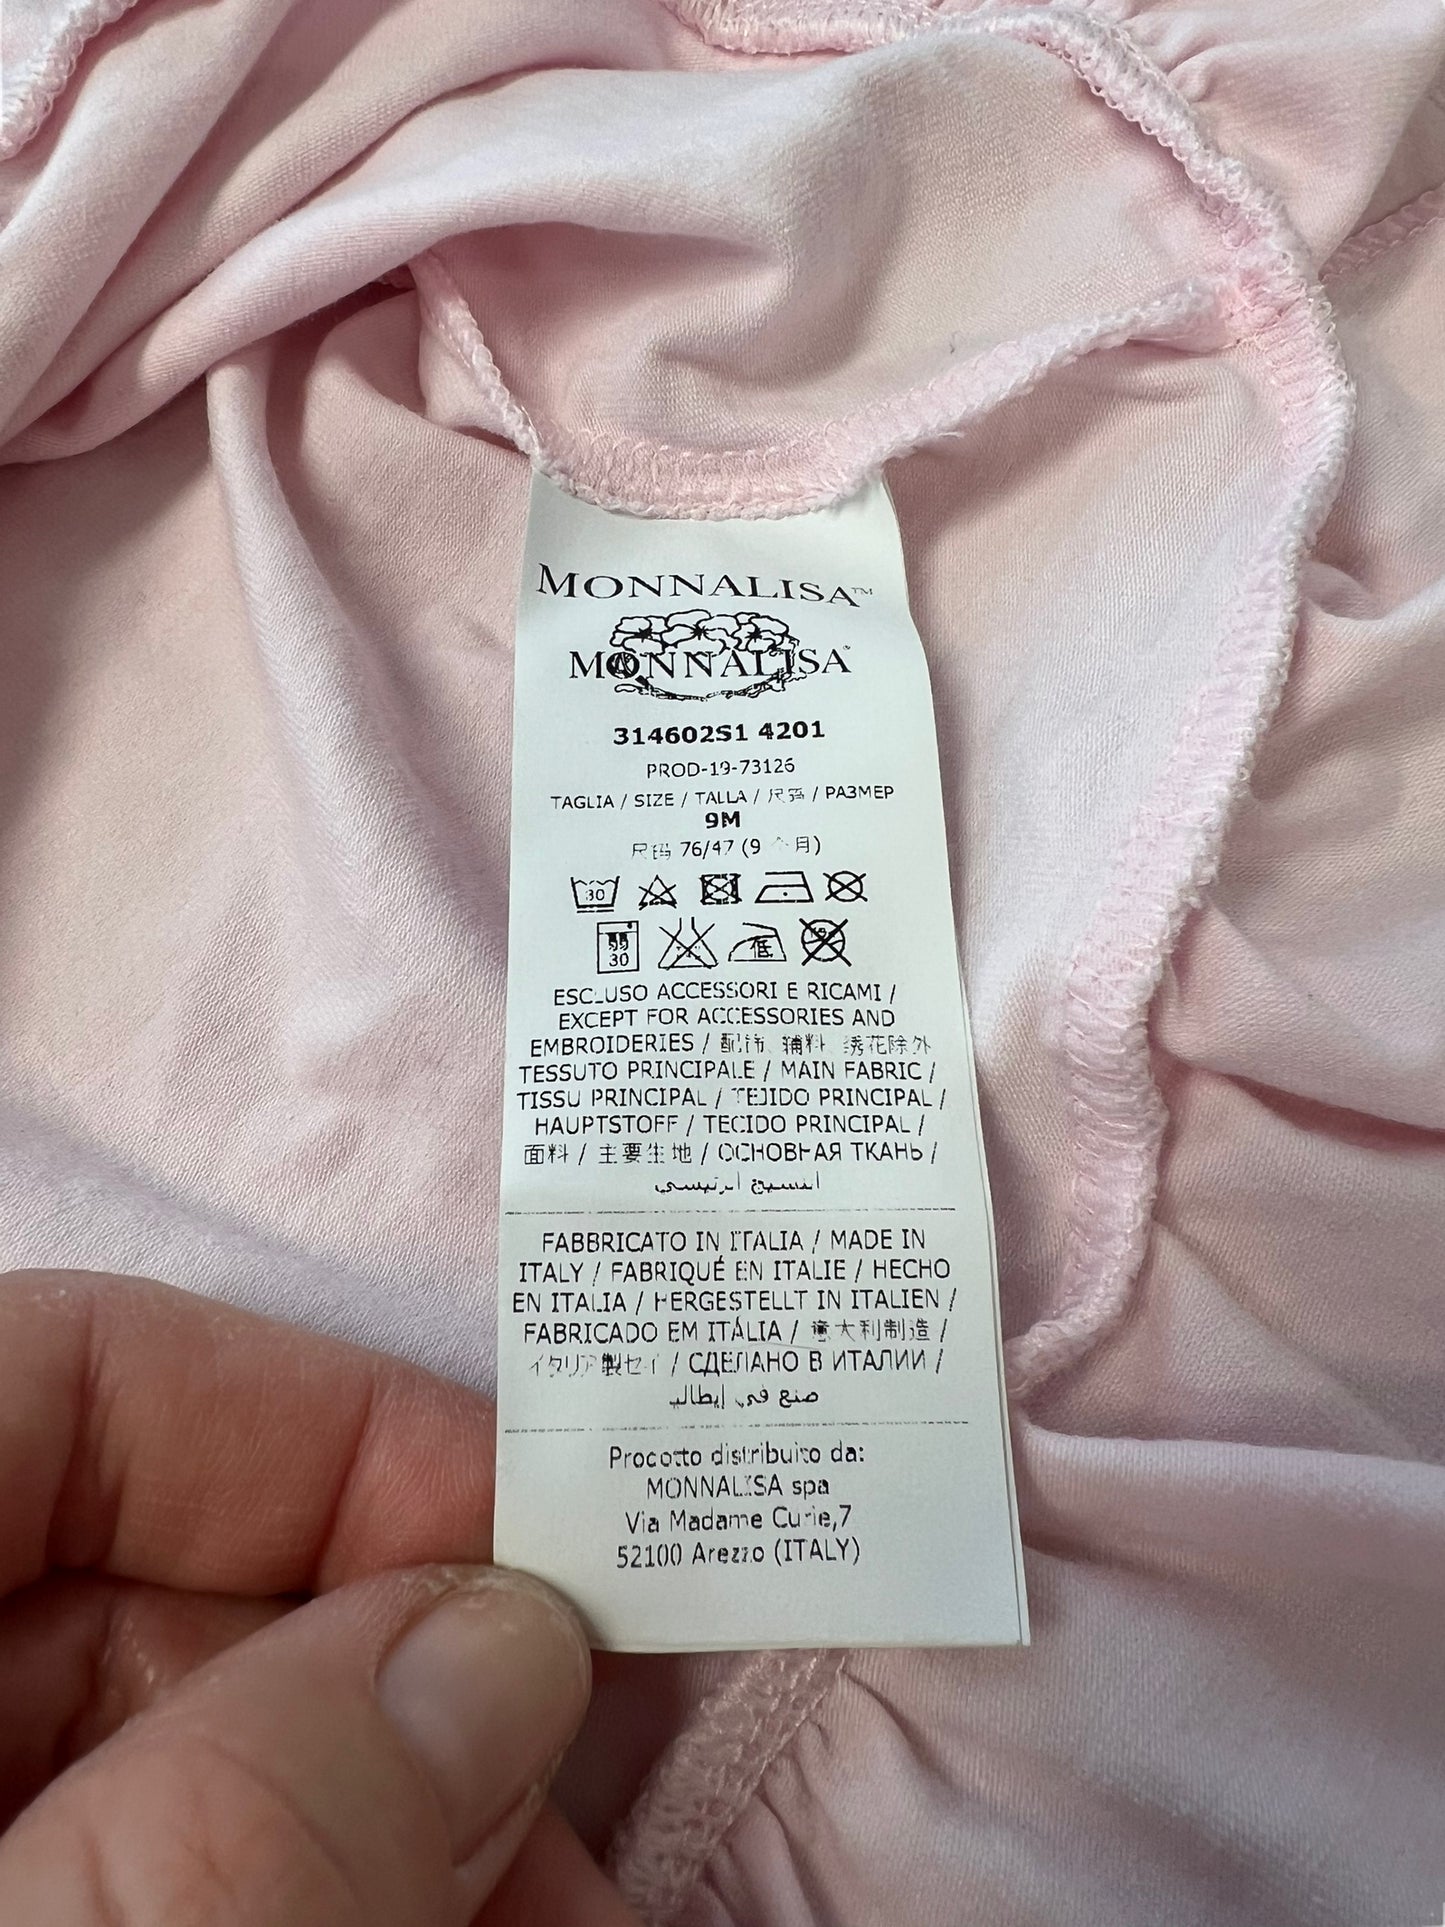 MONNALISA™
MONNALISA
314602S1 4201
PROD-19-73126
TAGLIA / SIZE / TALLA / 尺码 / РАЗМЕР
9M
尺码 76/47 (9 个月)
30
弱
30
低
ESCLUSO ACCESSORI E RICAMI /
EXCEPT FOR ACCESSORIES AND
EMBROIDERIES / 配饰、辅料、绣花除外
TESSUTO PRINCIPALE / MAIN FABRIC /
TISSU PRINCIPAL / TEJIDO PRINCIPAL /
HAUPTSTOFF / TECIDO PRINCIPAL /
面料 / 主要生地 / ОСНОВНАЯ ТКАНЬ /
FABBRICATO IN ITALIA / MADE IN
ITALY / FABRIQUÉ EN ITALIE / HECHO
EN ITALIA / HERGESTELLT IN ITALIEN /
FABRICADO EM ITÁLIA / 意大利制造 /
イタリア製 / СДЕЛАНО В ИТАЛИИ /
صنع في إيطاليا
Prodotto distribuito da:
MONNALISA spa
Via Madame Curie,7
52100 Arezzo (ITALY)